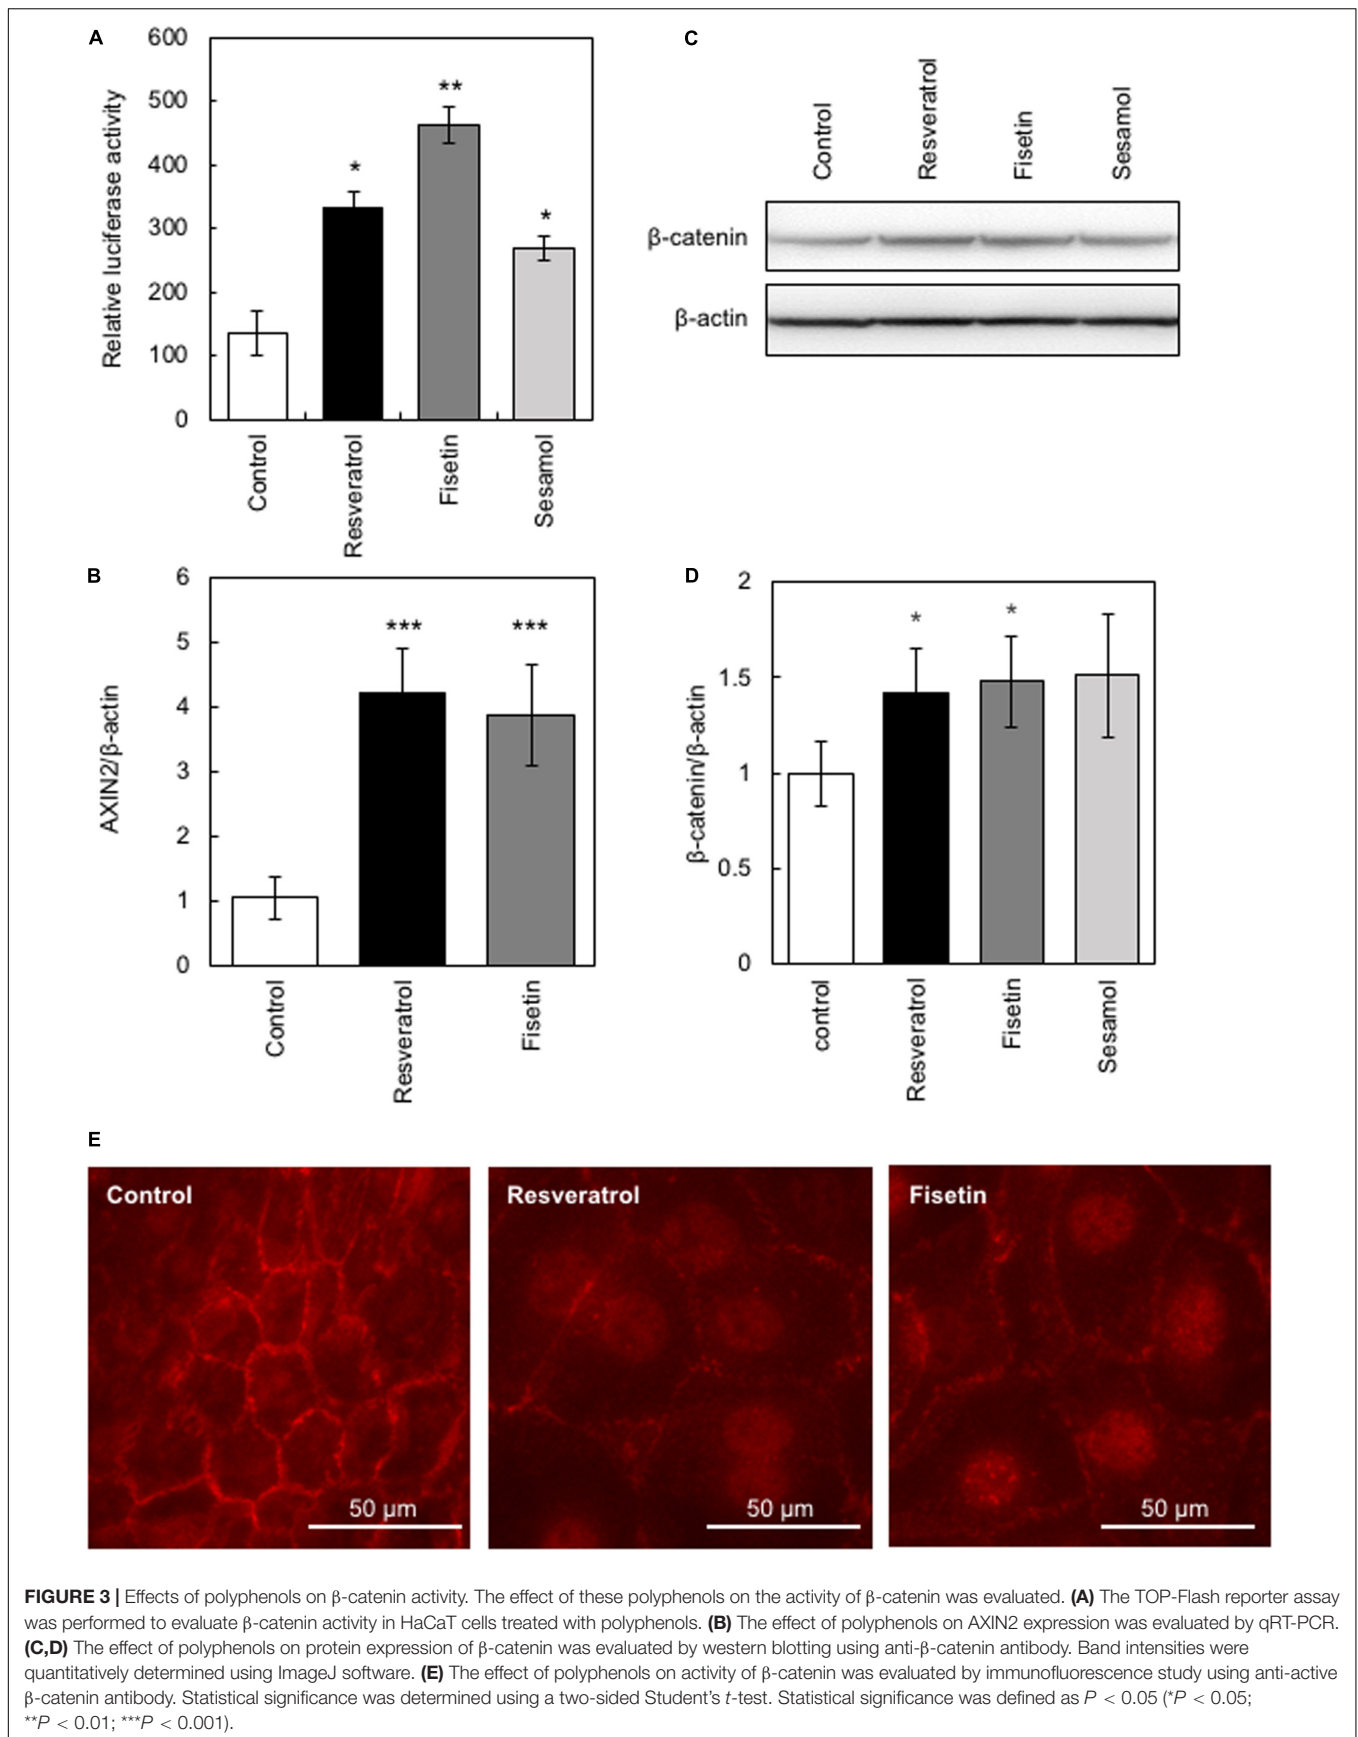 A
600
500
400
300
200
100
0
Relative luciferase activity
*
**
*
Control
Resveratrol
Fisetin
Sesamol
B
6
5
4
3
2
1
0
AXIN2/β-actin
***
***
Control
Resveratrol
Fisetin
C
Control
Resveratrol
Fisetin
Sesamol
β-catenin
β-actin
D
2
1.5
1
0.5
0
β-catenin/β-actin
*
*
control
Resveratrol
Fisetin
Sesamol
E
Control
50 µm
Resveratrol
50 µm
Fisetin
50 µm
FIGURE 3 | Effects of polyphenols on β-catenin activity. The effect of these polyphenols on the activity of β-catenin was evaluated. (A) The TOP-Flash reporter assay
was performed to evaluate β-catenin activity in HaCaT cells treated with polyphenols. (B) The effect of polyphenols on AXIN2 expression was evaluated by qRT-PCR.
(C,D) The effect of polyphenols on protein expression of β-catenin was evaluated by western blotting using anti-β-catenin antibody. Band intensities were
quantitatively determined using ImageJ software. (E) The effect of polyphenols on activity of β-catenin was evaluated by immunofluorescence study using anti-active
β-catenin antibody. Statistical significance was determined using a two-sided Student's t-test. Statistical significance was defined as P < 0.05 (*P < 0.05;
**P < 0.01; ***P < 0.001).